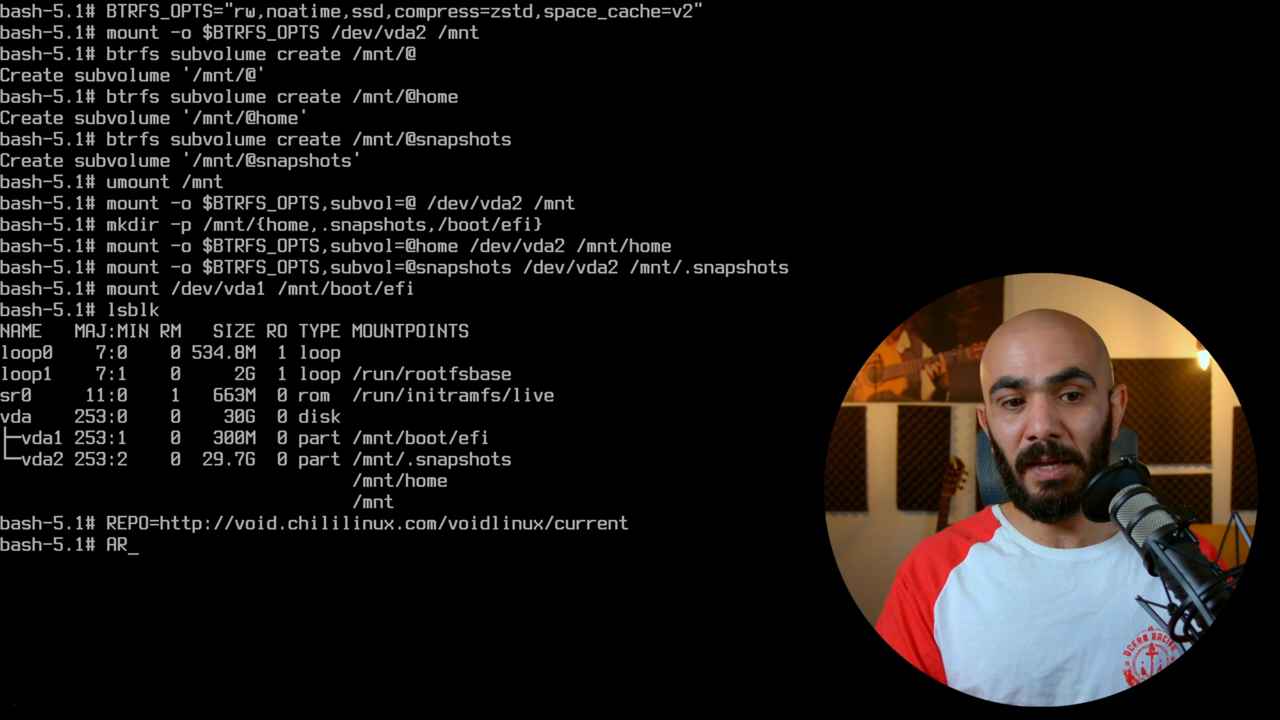 bash-5.1# BTRFS_OPTS="rw,noatime,ssd,compress=zstd,space_cache=v2"
bash-5.1# mount -o $BTRFS_OPTS /dev/vda2 /mnt
bash-5.1# btrfs subvolume create /mnt/@
Create subvolume '/mnt/@'
bash-5.1# btrfs subvolume create /mnt/@home
Create subvolume '/mnt/@home'
bash-5.1# btrfs subvolume create /mnt/@snapshots
Create subvolume '/mnt/@snapshots'
bash-5.1# umount /mnt
bash-5.1# mount -o $BTRFS_OPTS,subvol=@ /dev/vda2 /mnt
bash-5.1# mkdir -p /mnt/{home,.snapshots,/boot/efi}
bash-5.1# mount -o $BTRFS_OPTS,subvol=@home /dev/vda2 /mnt/home
bash-5.1# mount -o $BTRFS_OPTS,subvol=@snapshots /dev/vda2 /mnt/.snapshots
bash-5.1# mount /dev/vda1 /mnt/boot/efi
bash-5.1# lsblk
NAME   MAJ:MIN RM   SIZE RO TYPE MOUNTPOINTS
loop0    7:0    0 534.8M  1 loop
loop1    7:1    0     2G  1 loop /run/rootfsbase
sr0     11:0    1   663M  0 rom  /run/initramfs/live
vda    253:0    0    30G  0 disk
├─vda1 253:1    0   300M  0 part /mnt/boot/efi
└─vda2 253:2    0  29.7G  0 part /mnt/.snapshots
                                 /mnt/home
                                 /mnt
bash-5.1# REPO=http://void.chililinux.com/voidlinux/current
bash-5.1# AR_
OCEAN RACING